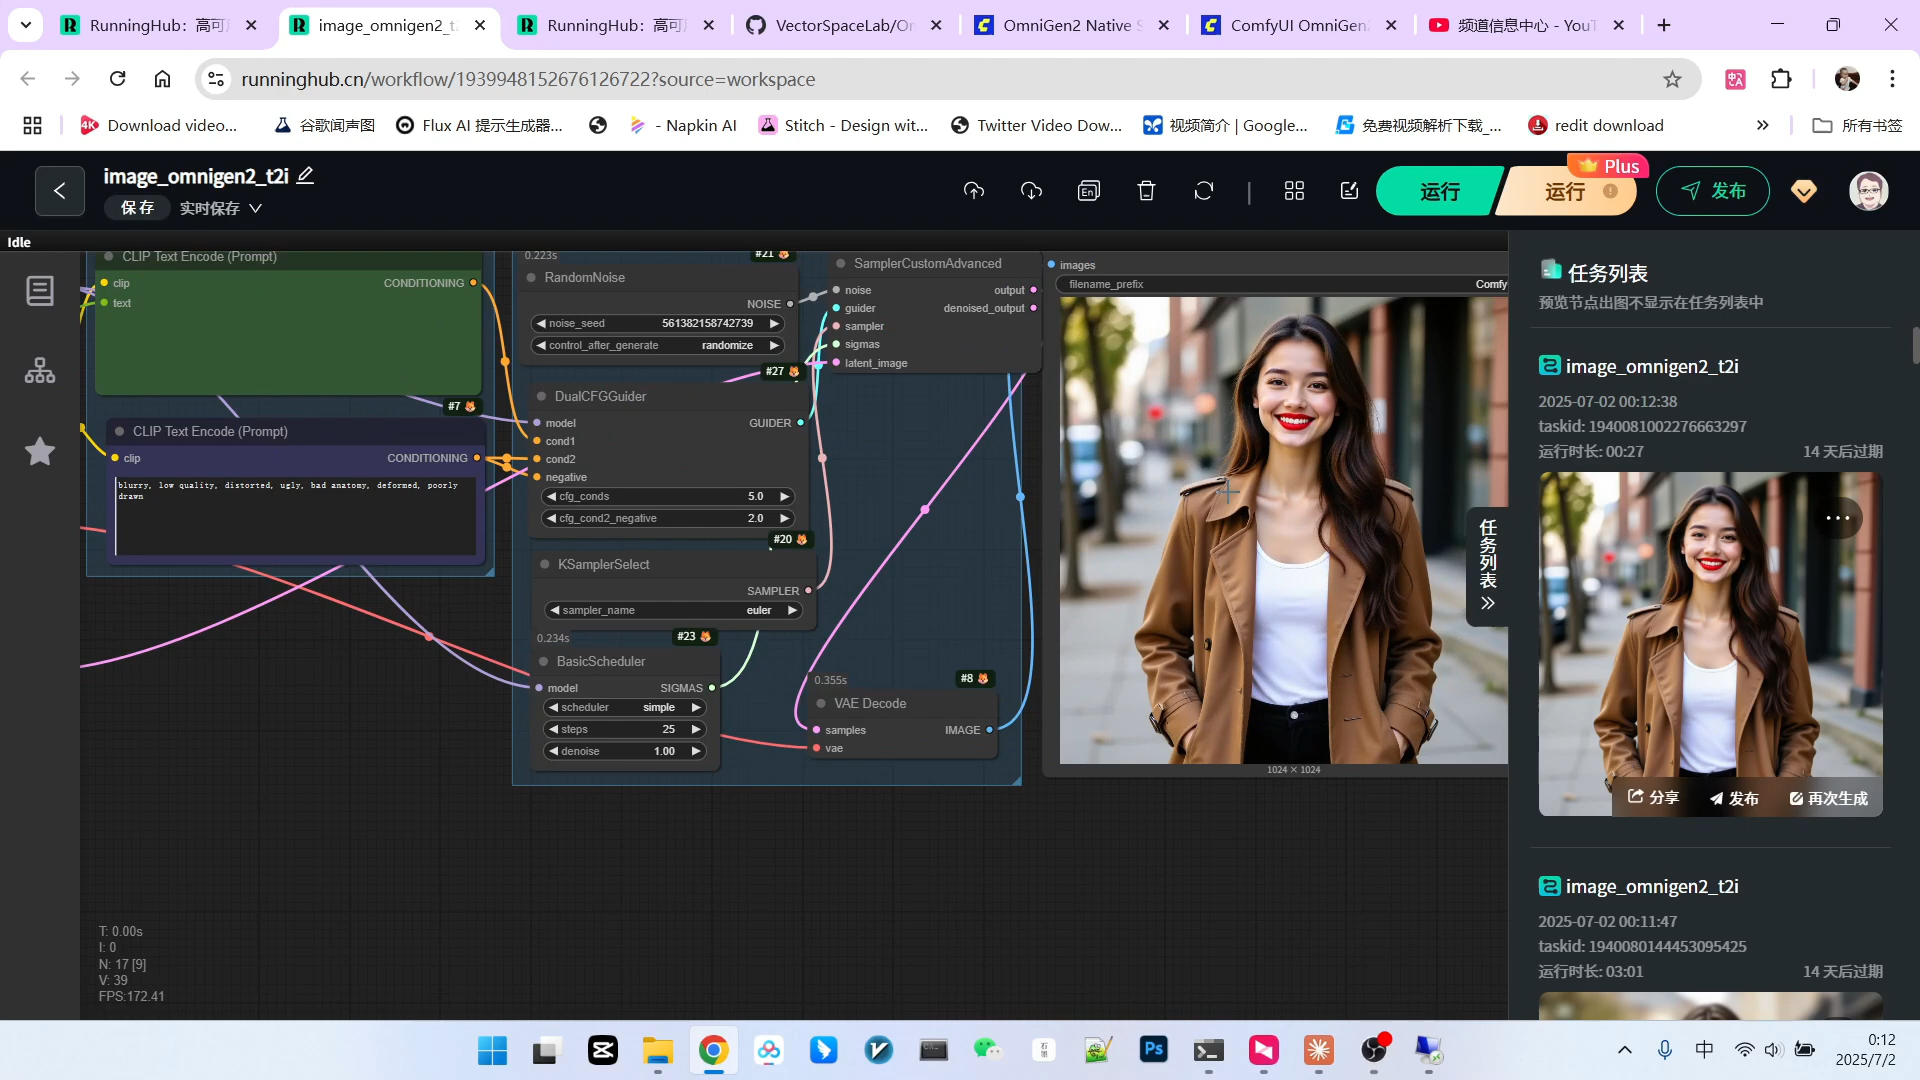 RunningHub：高可
image_omnigen2_t
RunningHub：高可
VectorSpaceLab/On
OmniGen2 Native S
ComfyUI OmniGen
频道信息中心 - YouT
runninghub.cn/workflow/1939948152676126722?source=workspace
Download video...
谷歌闻声图
Flux AI 提示生成器...
- Napkin AI
Stitch - Design wit...
Twitter Video Dow...
视频简介 | Google...
免费视频解析下载_...
redit download
所有书签
image_omnigen2_t2i
保存
实时保存
En
运行
运行
Plus
发布
Idle
CLIP Text Encode (Prompt)
clip
CONDITIONING
text
#7
CLIP Text Encode (Prompt)
clip
CONDITIONING
blurry, low quality, distorted, ugly, bad anatomy, deformed, poorly
drawn
0.223s
#21
RandomNoise
NOISE
noise_seed
561382158742739
control_after_generate
randomize
#27
DualCFGGuider
model
GUIDER
cond1
cond2
negative
cfg_conds
5.0
cfg_cond2_negative
2.0
#20
KSamplerSelect
SAMPLER
sampler_name
euler
0.234s
#23
BasicScheduler
model
SIGMAS
scheduler
simple
steps
25
denoise
1.00
SamplerCustomAdvanced
noise
output
guider
denoised_output
sampler
sigmas
latent_image
0.355s
#8
VAE Decode
samples
IMAGE
vae
images
filename_prefix
Comfy
1024 × 1024
任务列表
任务列表
预览节点出图不显示在任务列表中
image_omnigen2_t2i
2025-07-02 00:12:38
taskid: 1940081002276663297
运行时长: 00:27
14 天后过期
分享
发布
再次生成
image_omnigen2_t2i
2025-07-02 00:11:47
taskid: 1940080144453095425
运行时长: 03:01
14 天后过期
T: 0.00s
I: 0
N: 17 [9]
V: 39
FPS:172.41
石墨
Ps
中
0:12
2025/7/2